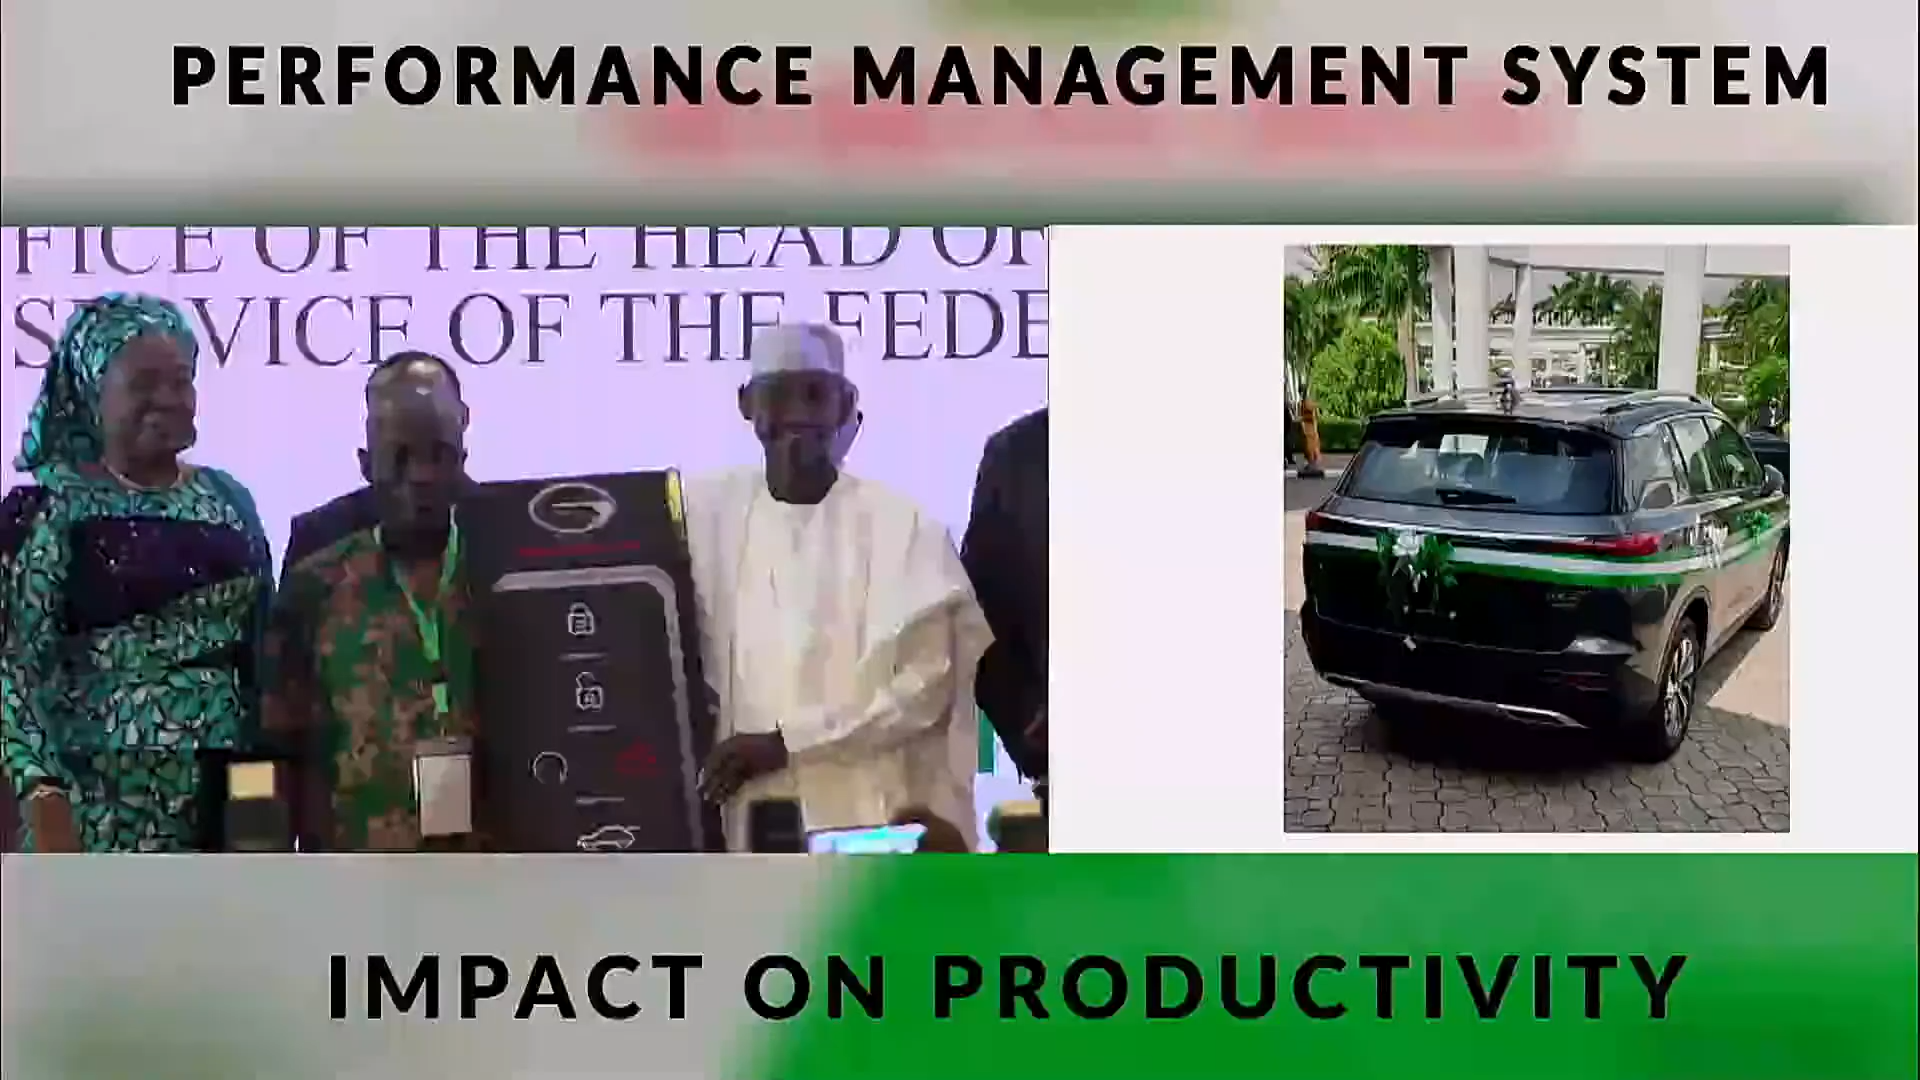 PERFORMANCE MANAGEMENT SYSTEM
FICE OF THE HEAD OF
SERVICE OF THE FEDE
IMPACT ON PRODUCTIVITY